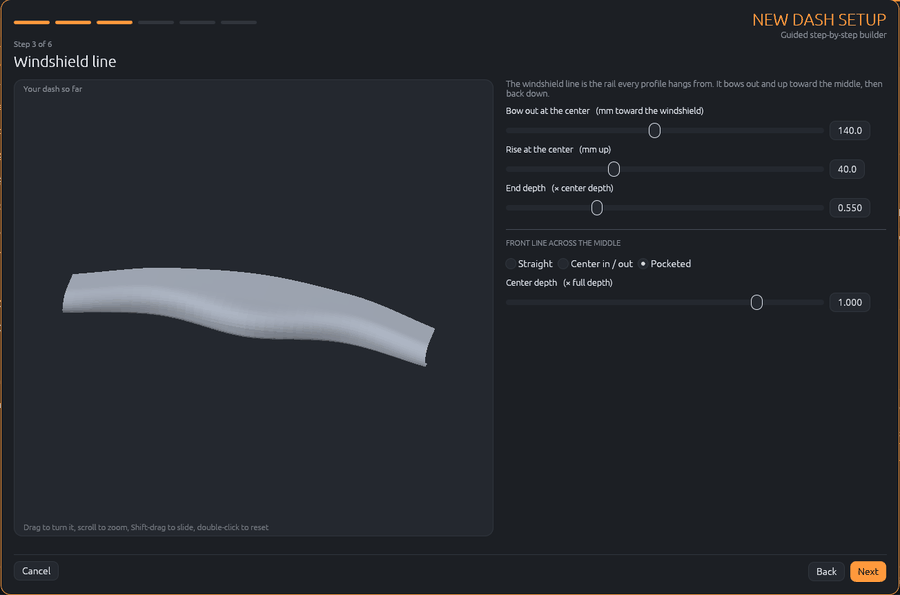 NEW DASH SETUP
Guided step-by-step builder
Step 3 of 6
Windshield line
Your dash so far
Drag to turn it, scroll to zoom, Shift-drag to slide, double-click to reset
The windshield line is the rail every profile hangs from. It bows out and up toward the middle, then
back down.
Bow out at the center (mm toward the windshield)
140.0
Rise at the center (mm up)
40.0
End depth (× center depth)
0.550
FRONT LINE ACROSS THE MIDDLE
Straight Center in / out Pocketed
Center depth (× full depth)
1.000
Cancel
Back
Next